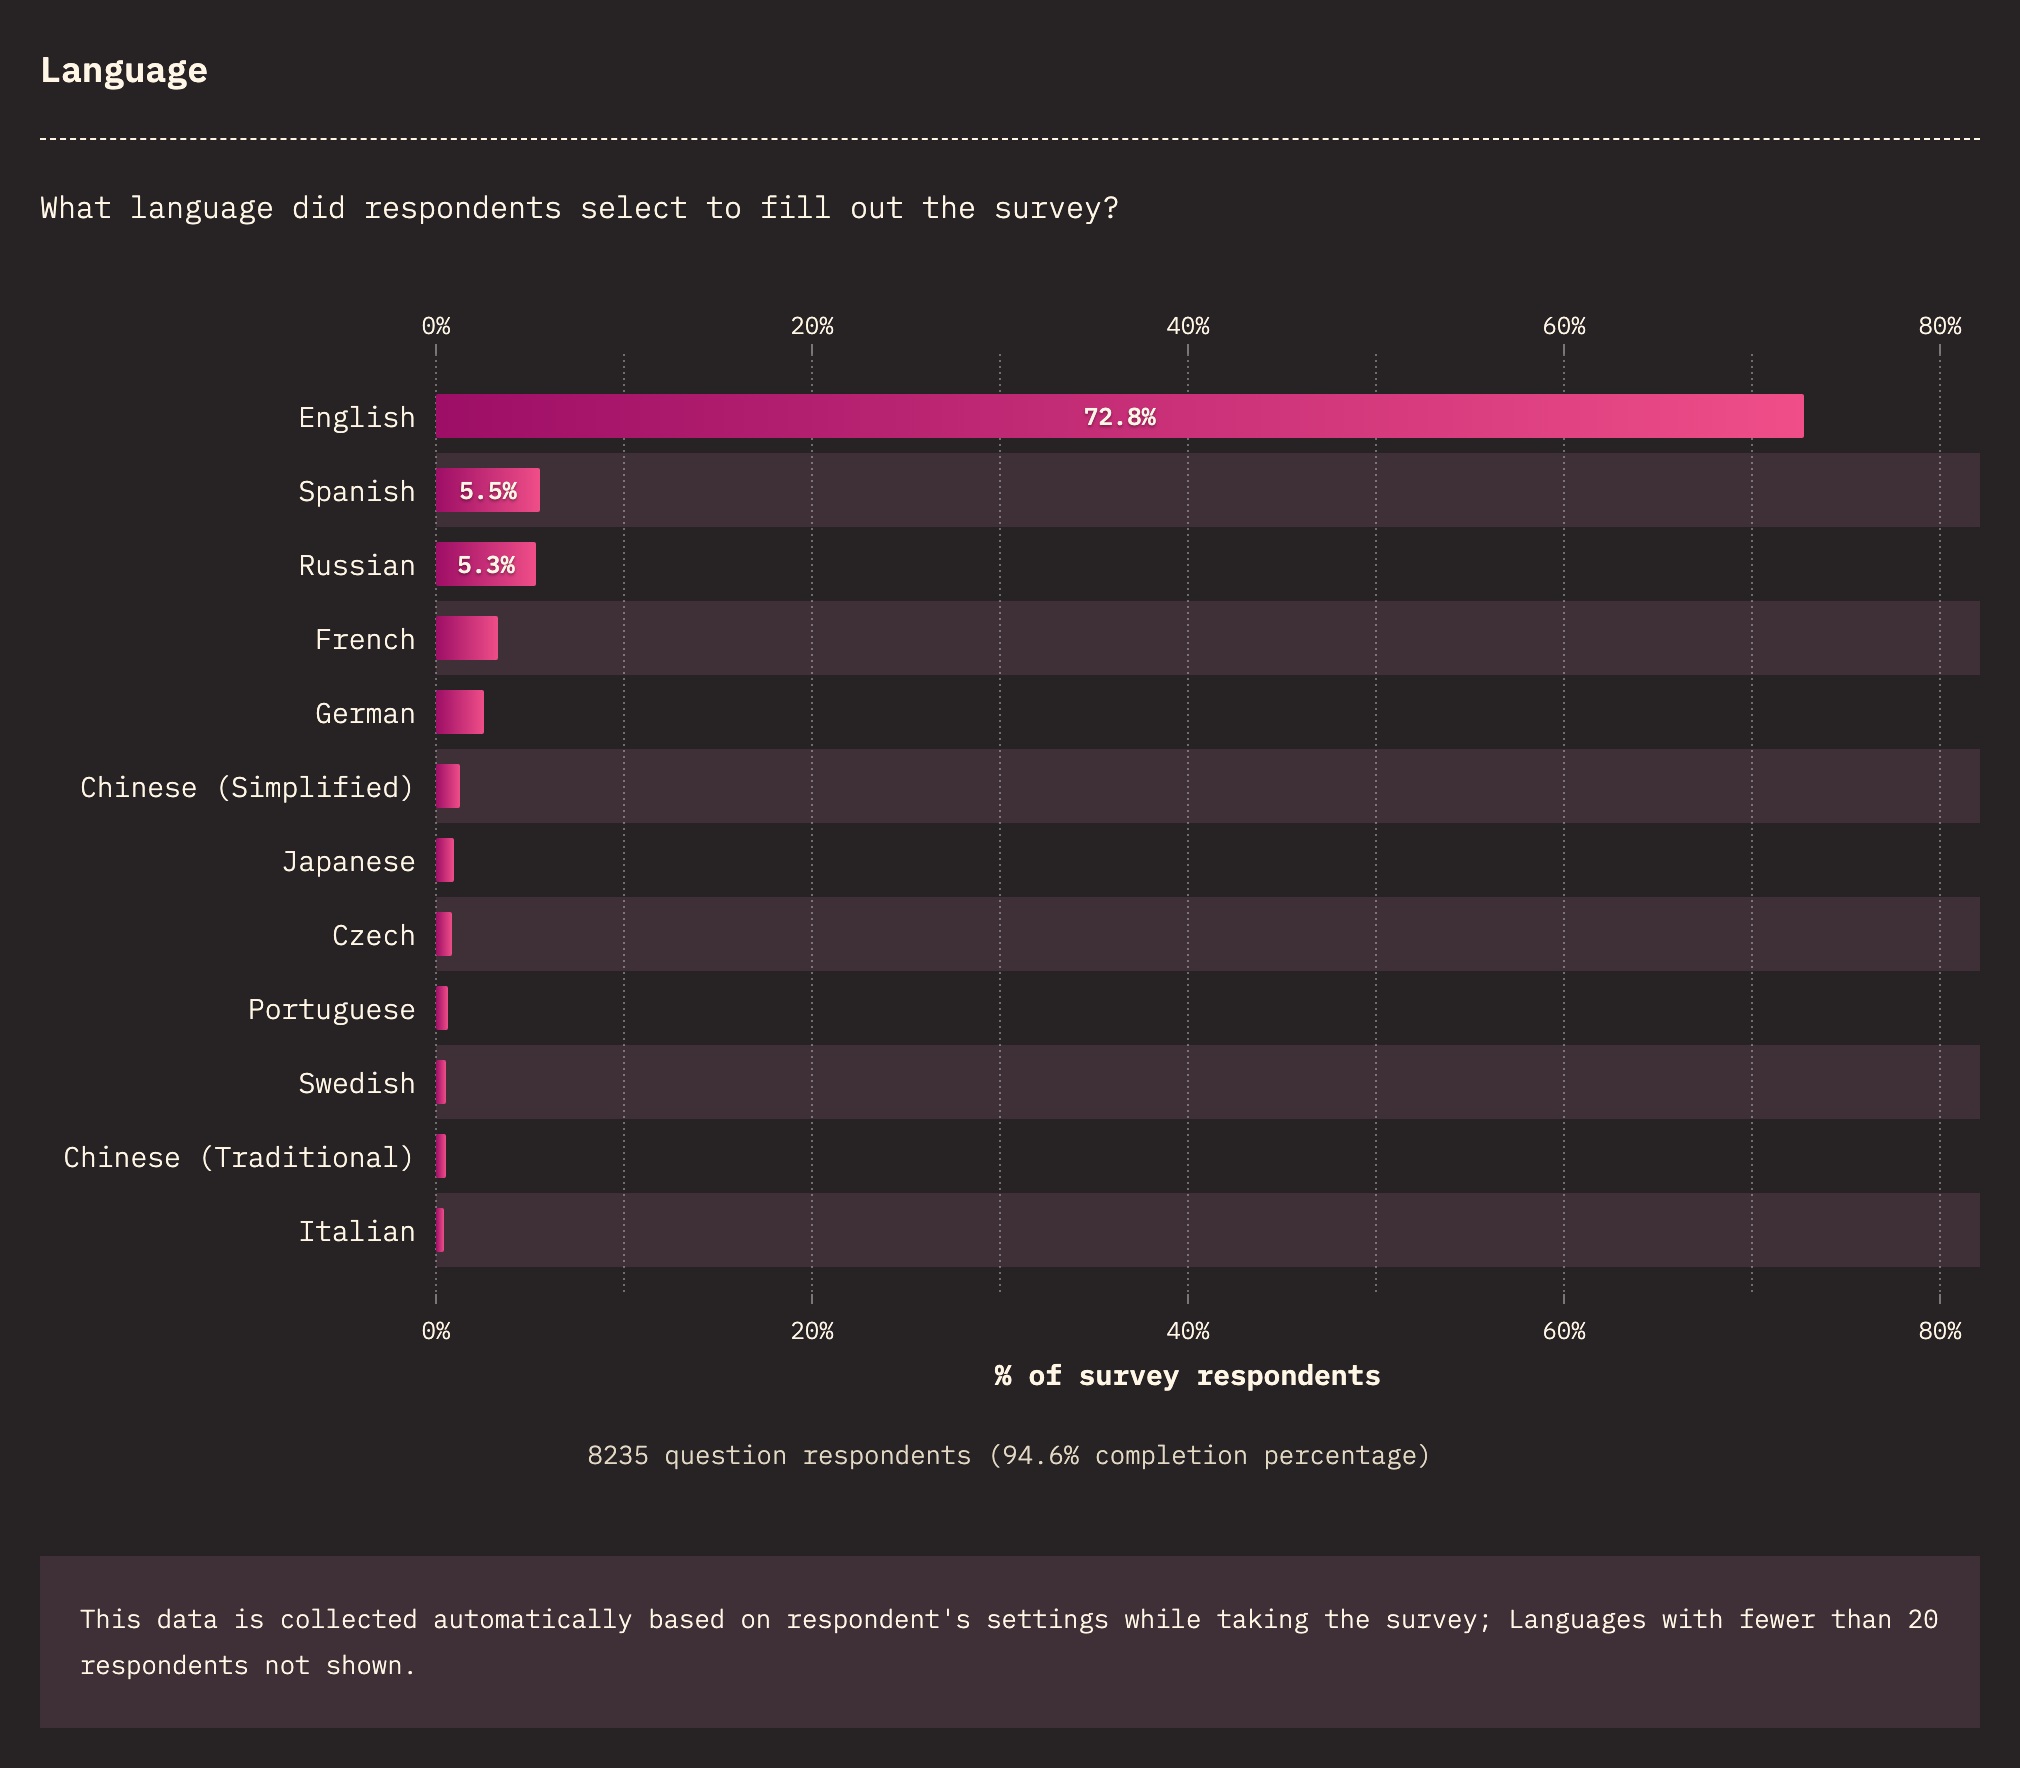 Language
What language did respondents select to fill out the survey?
0% 20% 40% 60% 80%
English 72.8%
Spanish 5.5%
Russian 5.3%
French
German
Chinese (Simplified)
Japanese
Czech
Portuguese
Swedish
Chinese (Traditional)
Italian
0% 20% 40% 60% 80%
% of survey respondents
8235 question respondents (94.6% completion percentage)
This data is collected automatically based on respondent's settings while taking the survey; Languages with fewer than 20
respondents not shown.